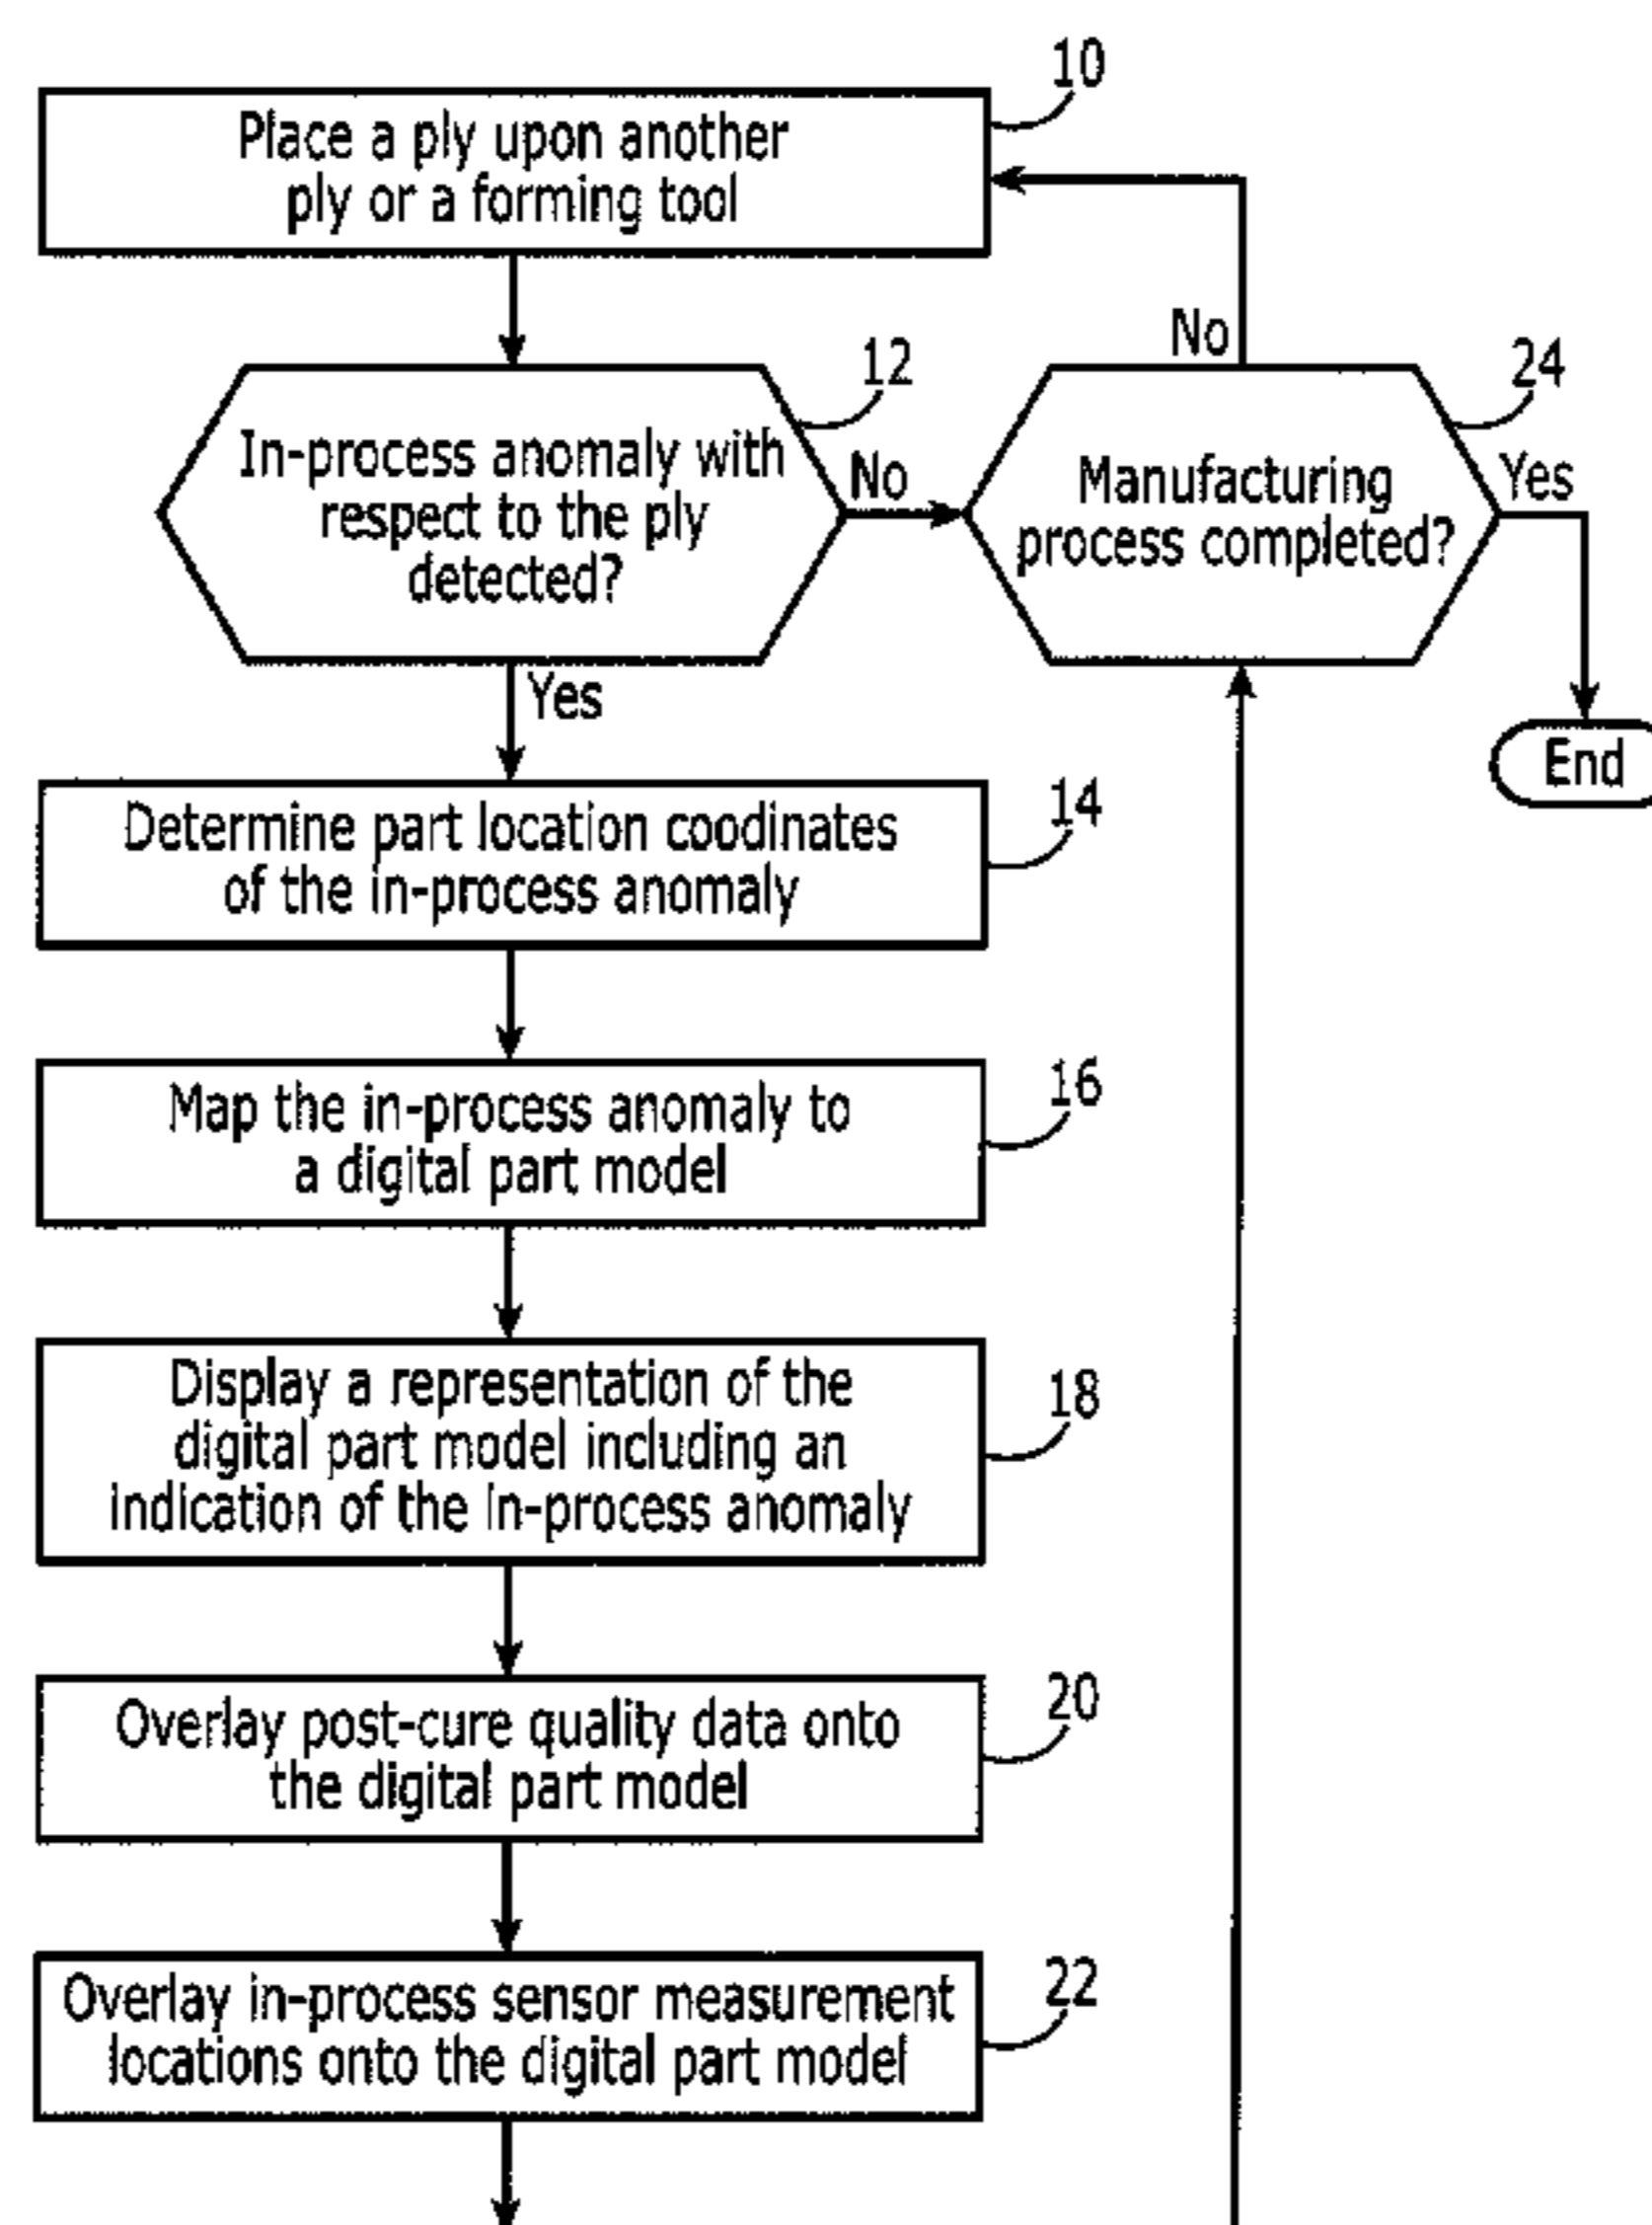 10
Place a ply upon another
ply or a forming tool
No
12
24
In-process anomaly with
respect to the ply
detected?
No
Manufacturing
process completed?
Yes
Yes
End
14
Determine part location coodinates
of the in-process anomaly
16
Map the in-process anomaly to
a digital part model
18
Display a representation of the
digital part model including an
indication of the in-process anomaly
20
Overlay post-cure quality data onto
the digital part model
22
Overlay in-process sensor measurement
locations onto the digital part model